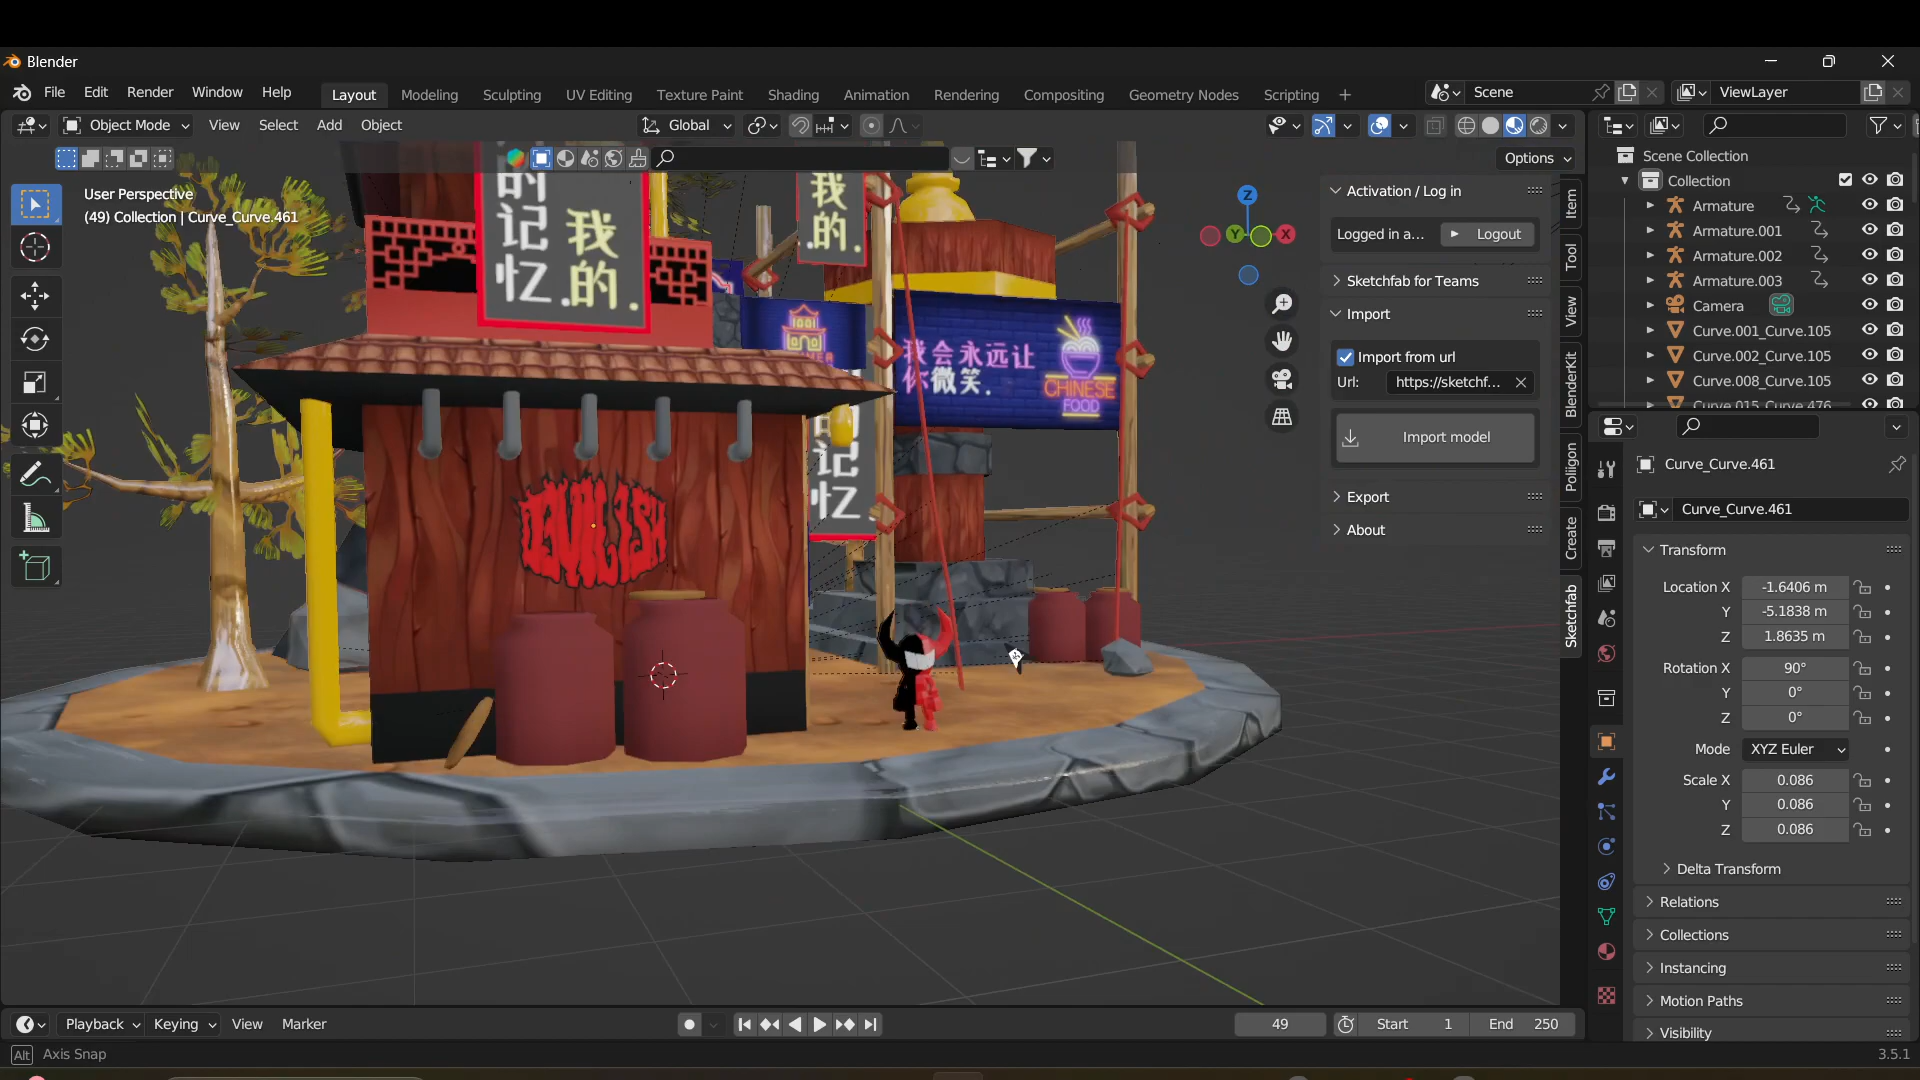 Blender
File Edit Render Window Help
Layout Modeling Sculpting UV Editing Texture Paint Shading Animation Rendering Compositing Geometry Nodes Scripting +
Scene
ViewLayer
Object Mode View Select Add Object
Global
Options
User Perspective
(49) Collection | Curve_Curve.461
的记忆.
我的.
我的.
记忆.
我会永远让
你微笑.
CHINESE
FOOD
DEVILISH
Z
Y
X
Activation / Log in
Logged in a...
Logout
Sketchfab for Teams
Import
Import from url
Url: https://sketchf...
Import model
Export
About
Item
Tool
View
BlenderKit
Poliigon
Create
Sketchfab
Scene Collection
Collection
Armature
Armature.001
Armature.002
Armature.003
Camera
Curve.001_Curve.105
Curve.002_Curve.105
Curve.008_Curve.105
Curve.015_Curve.476
Curve_Curve.461
Curve_Curve.461
Transform
Location X -1.6406 m
Y -5.1838 m
Z 1.8635 m
Rotation X 90°
Y 0°
Z 0°
Mode XYZ Euler
Scale X 0.086
Y 0.086
Z 0.086
Delta Transform
Relations
Collections
Instancing
Motion Paths
Visibility
Playback Keying View Marker
49
Start 1
End 250
Alt Axis Snap
3.5.1